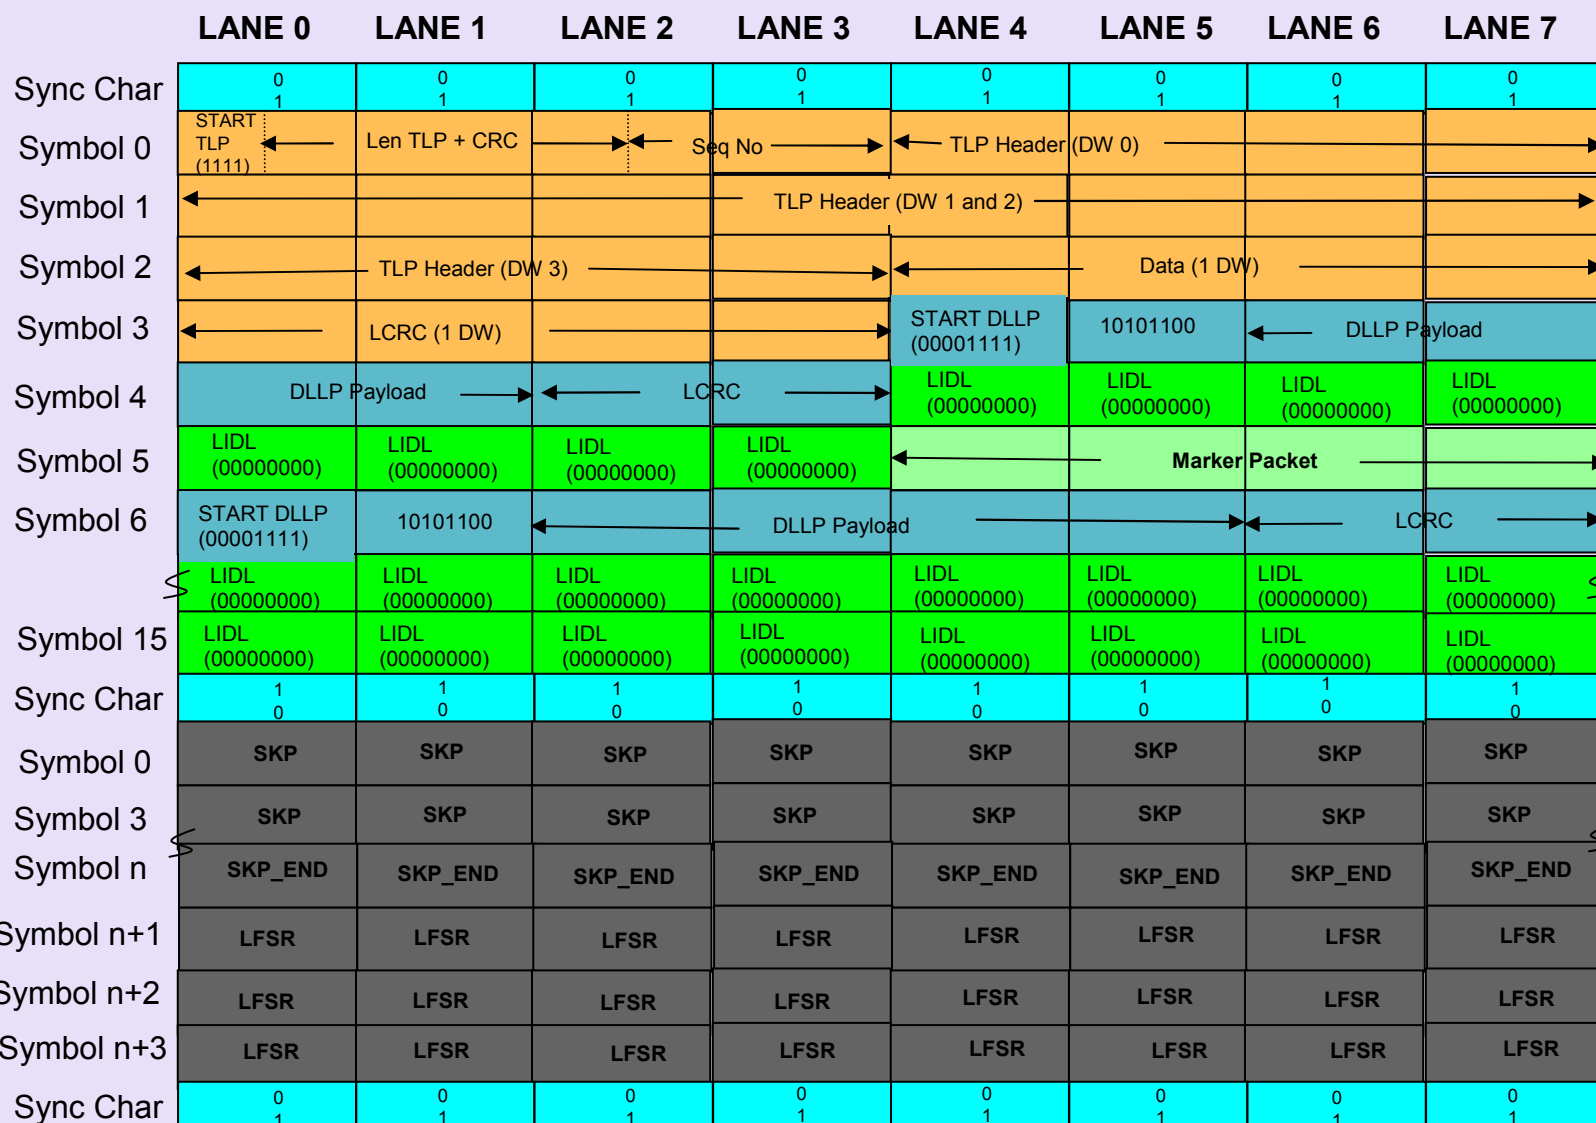 LANE 0 LANE 1 LANE 2 LANE 3 LANE 4 LANE 5 LANE 6 LANE 7
Sync Char 0 0 0 0 0 0 0 0
1 1 1 1 1 1 1 1
Symbol 0 START TLP (1111) Len TLP + CRC Seq No TLP Header (DW 0)
Symbol 1 TLP Header (DW 1 and 2)
Symbol 2 TLP Header (DW 3) Data (1 DW)
Symbol 3 LCRC (1 DW) START DLLP (00001111) 10101100 DLLP Payload
Symbol 4 DLLP Payload LCRC LIDL (00000000) LIDL (00000000) LIDL (00000000) LIDL (00000000)
Symbol 5 LIDL (00000000) LIDL (00000000) LIDL (00000000) LIDL (00000000) Marker Packet
Symbol 6 START DLLP (00001111) 10101100 DLLP Payload LCRC
LIDL (00000000) LIDL (00000000) LIDL (00000000) LIDL (00000000) LIDL (00000000) LIDL (00000000) LIDL (00000000) LIDL (00000000)
Symbol 15 LIDL (00000000) LIDL (00000000) LIDL (00000000) LIDL (00000000) LIDL (00000000) LIDL (00000000) LIDL (00000000) LIDL (00000000)
Sync Char 1 1 1 1 1 1 1 1
0 0 0 0 0 0 0 0
Symbol 0 SKP SKP SKP SKP SKP SKP SKP SKP
Symbol 3 SKP SKP SKP SKP SKP SKP SKP SKP
Symbol n SKP_END SKP_END SKP_END SKP_END SKP_END SKP_END SKP_END SKP_END
Symbol n+1 LFSR LFSR LFSR LFSR LFSR LFSR LFSR LFSR
Symbol n+2 LFSR LFSR LFSR LFSR LFSR LFSR LFSR LFSR
Symbol n+3 LFSR LFSR LFSR LFSR LFSR LFSR LFSR LFSR
Sync Char 0 0 0 0 0 0 0 0
1 1 1 1 1 1 1 1